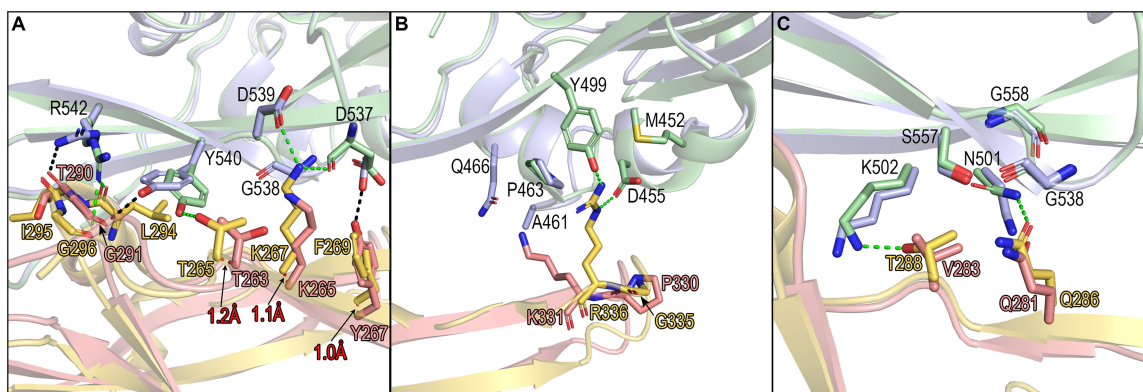 A
R542
D539
D537
T290
Y540
G538
I295
G296
G291
L294
T265
T263
K267
K265
F269
Y267
1.2Å
1.1Å
1.0Å
B
Y499
M452
Q466
P463
D455
A461
K331
R336
P330
G335
C
G558
S557
K502
N501
G538
T288
V283
Q281
Q286